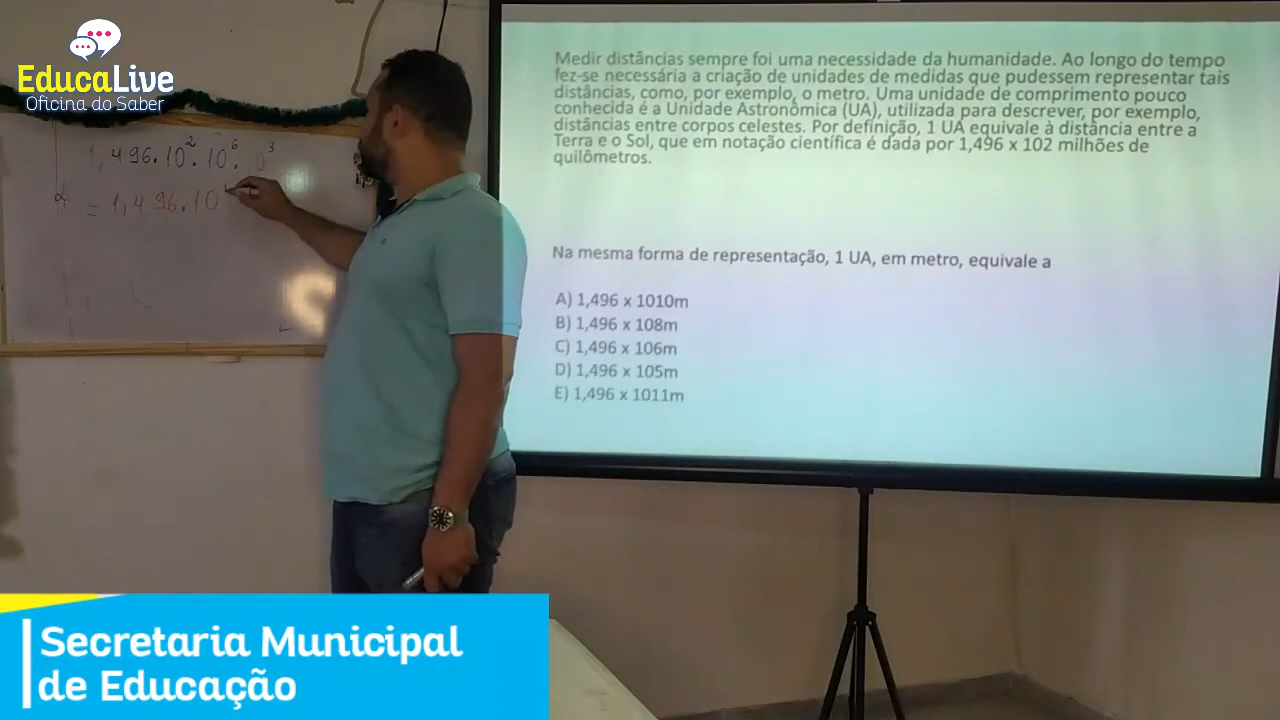 EducaLive
Oficina do Saber
1,496.10².10⁶.10³
= 1,496.10
Medir distâncias sempre foi uma necessidade da humanidade. Ao longo do tempo
fez-se necessária a criação de unidades de medidas que pudessem representar tais
distâncias, como, por exemplo, o metro. Uma unidade de comprimento pouco
conhecida é a Unidade Astronômica (UA), utilizada para descrever, por exemplo,
distâncias entre corpos celestes. Por definição, 1 UA equivale à distância entre a
Terra e o Sol, que em notação científica é dada por 1,496 x 102 milhões de
quilômetros.
Na mesma forma de representação, 1 UA, em metro, equivale a
A) 1,496 x 1010m
B) 1,496 x 108m
C) 1,496 x 106m
D) 1,496 x 105m
E) 1,496 x 1011m
Secretaria Municipal
de Educação